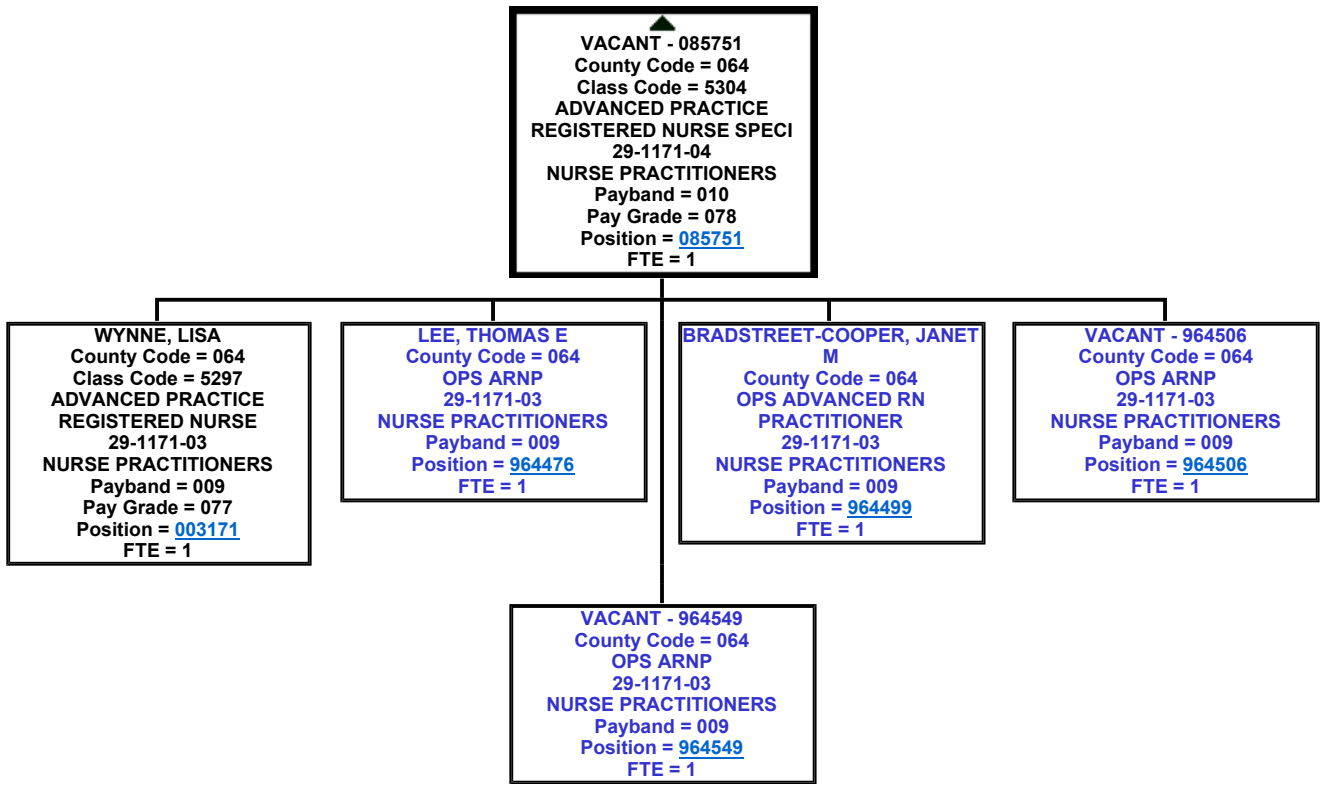 VACANT - 085751
County Code = 064
Class Code = 5304
ADVANCED PRACTICE
REGISTERED NURSE SPECI
29-1171-04
NURSE PRACTITIONERS
Payband = 010
Pay Grade = 078
Position = 085751
FTE = 1
WYNNE, LISA
County Code = 064
Class Code = 5297
ADVANCED PRACTICE
REGISTERED NURSE
29-1171-03
NURSE PRACTITIONERS
Payband = 009
Pay Grade = 077
Position = 003171
FTE = 1
LEE, THOMAS E
County Code = 064
OPS ARNP
29-1171-03
NURSE PRACTITIONERS
Payband = 009
Position = 964476
FTE = 1
BRADSTREET-COOPER, JANET
M
County Code = 064
OPS ADVANCED RN
PRACTITIONER
29-1171-03
NURSE PRACTITIONERS
Payband = 009
Position = 964499
FTE = 1
VACANT - 964506
County Code = 064
OPS ARNP
29-1171-03
NURSE PRACTITIONERS
Payband = 009
Position = 964506
FTE = 1
VACANT - 964549
County Code = 064
OPS ARNP
29-1171-03
NURSE PRACTITIONERS
Payband = 009
Position = 964549
FTE = 1